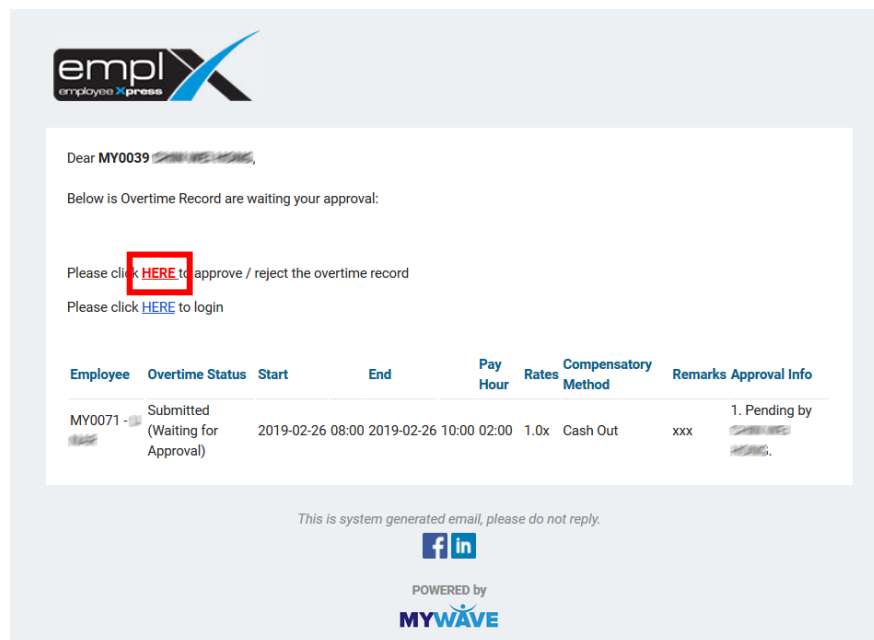 empl X
employee Xpress
Dear MY0039 ,
Below is Overtime Record are waiting your approval:
Please click HERE to approve / reject the overtime record
Please click HERE to login
Employee Overtime Status Start End Pay Hour Rates Compensatory Method Remarks Approval Info
MY0071 - Submitted (Waiting for Approval) 2019-02-26 08:00 2019-02-26 10:00 02:00 1.0x Cash Out xxx 1. Pending by .
This is system generated email, please do not reply.
f in
POWERED by
MYWAVE